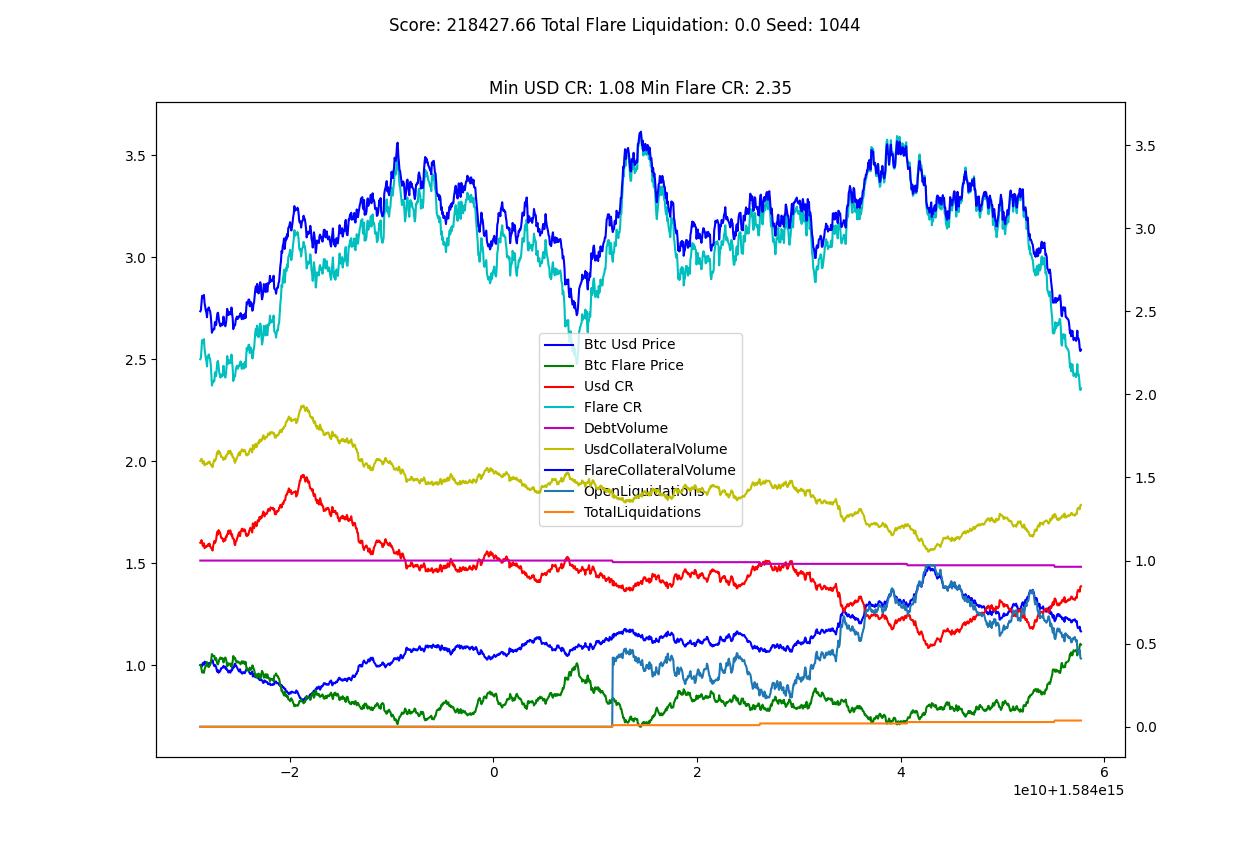 Score: 218427.66 Total Flare Liquidation: 0.0 Seed: 1044
Min USD CR: 1.08 Min Flare CR: 2.35
3.5
3.0
2.5
2.0
1.5
1.0
3.5
3.0
2.5
2.0
1.5
1.0
0.5
0.0
Btc Usd Price
Btc Flare Price
Usd CR
Flare CR
DebtVolume
UsdCollateralVolume
FlareCollateralVolume
OpenLiquidations
TotalLiquidations
−2 0 2 4 6
1e10+1.584e15